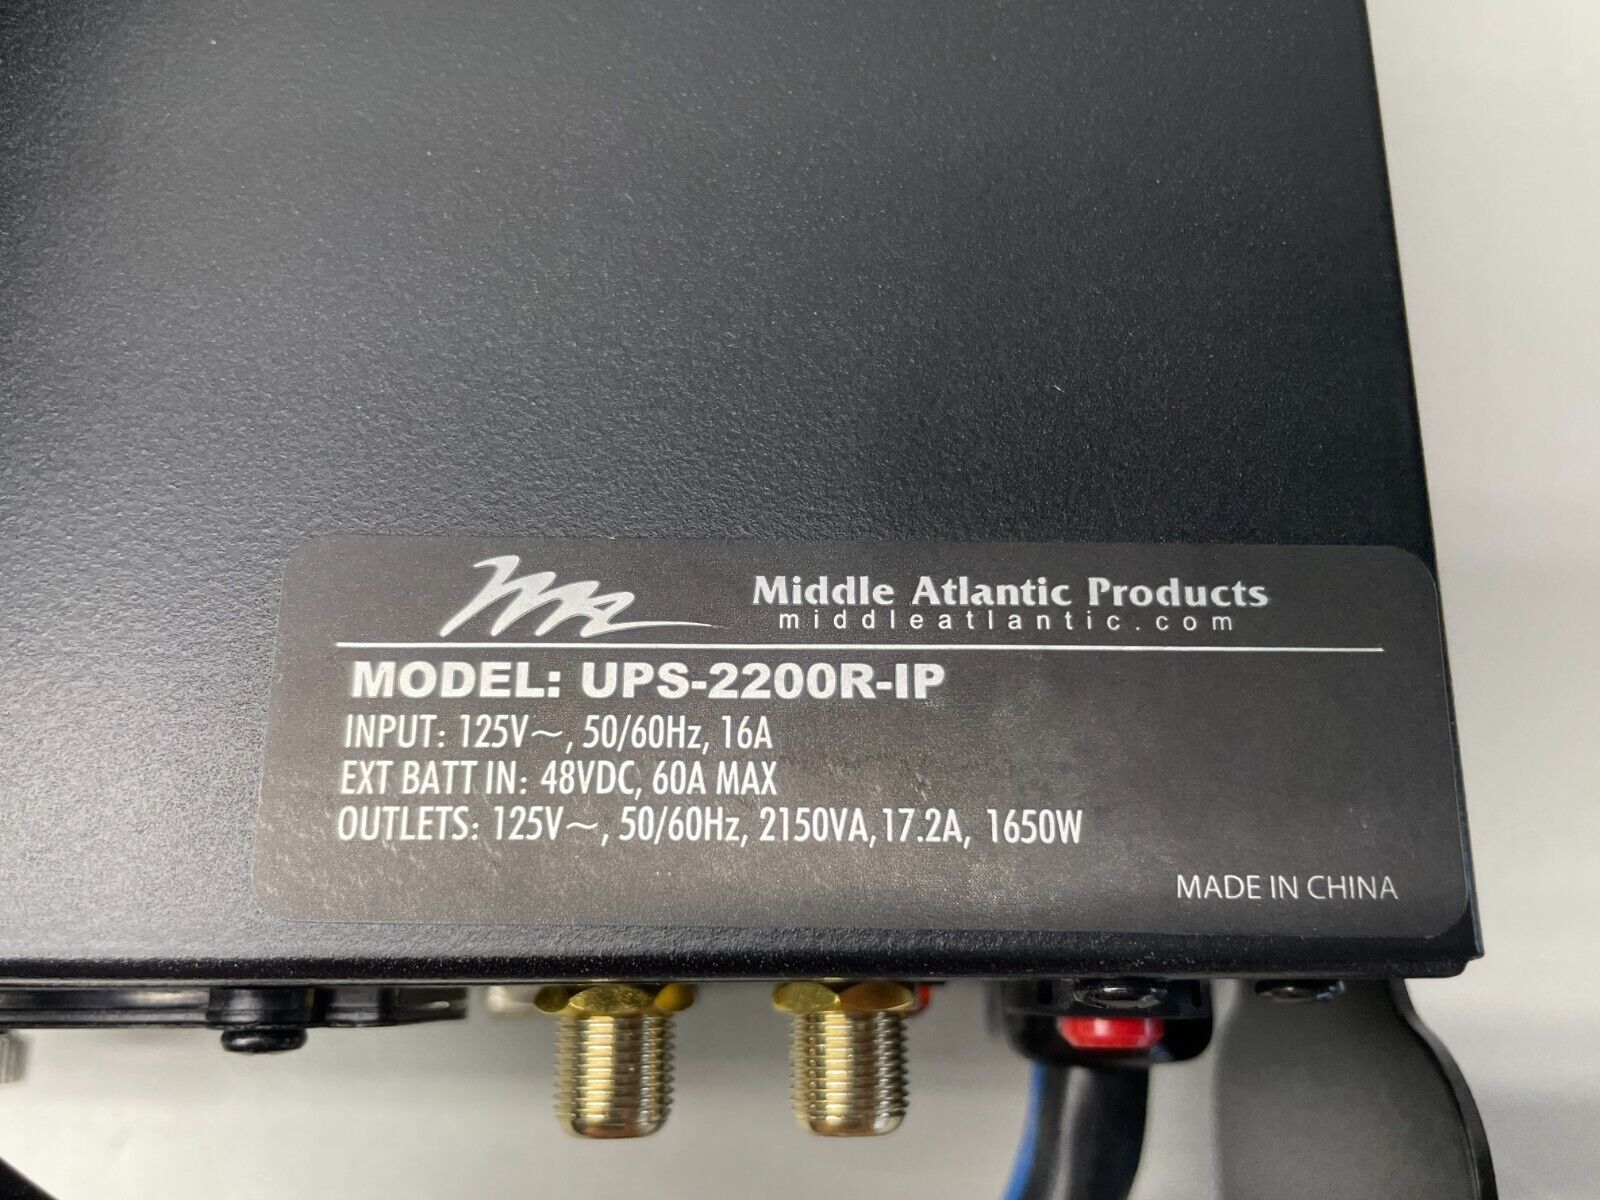 Middle Atlantic Products
middleatlantic.com
MODEL: UPS-2200R-IP
INPUT: 125V~, 50/60Hz, 16A
EXT BATT IN: 48VDC, 60A MAX
OUTLETS: 125V~, 50/60Hz, 2150VA, 17.2A, 1650W
MADE IN CHINA